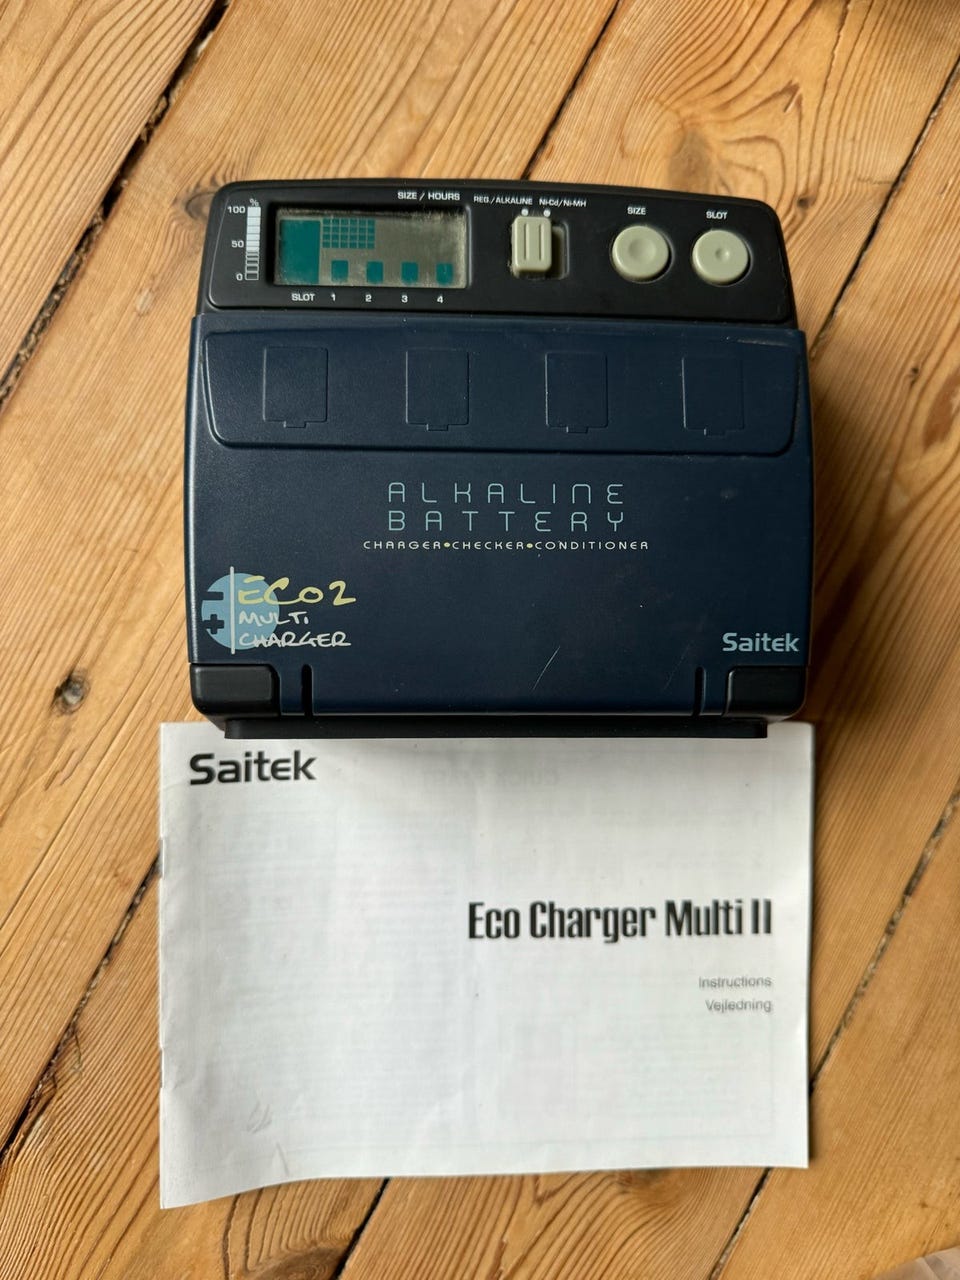 SIZE / HOURS
REG./ALKALINE Ni-Cd/Ni-MH
SIZE
SLOT
%
100
50
0
SLOT 1 2 3 4
ALKALINE
BATTERY
CHARGER•CHECKER•CONDITIONER
ECO2
MULTI
CHARGER
Saitek
Saitek
Eco Charger Multi II
Instructions
Vejledning